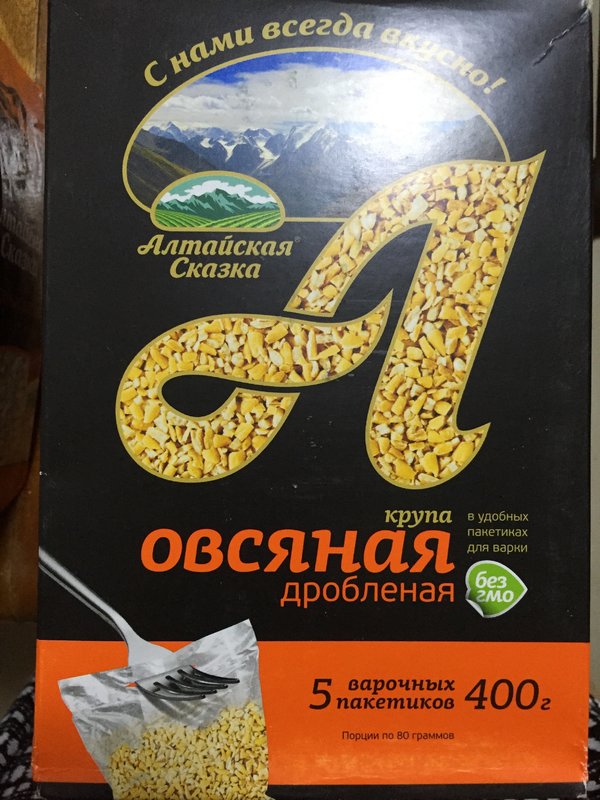 С нами всегда вкусно!
Алтайская®
Сказка
крупа
овсяная
дробленая
в удобных
пакетиках
для варки
без
гмо
5 варочных пакетиков 400г
Порции по 80 граммов
Сказка